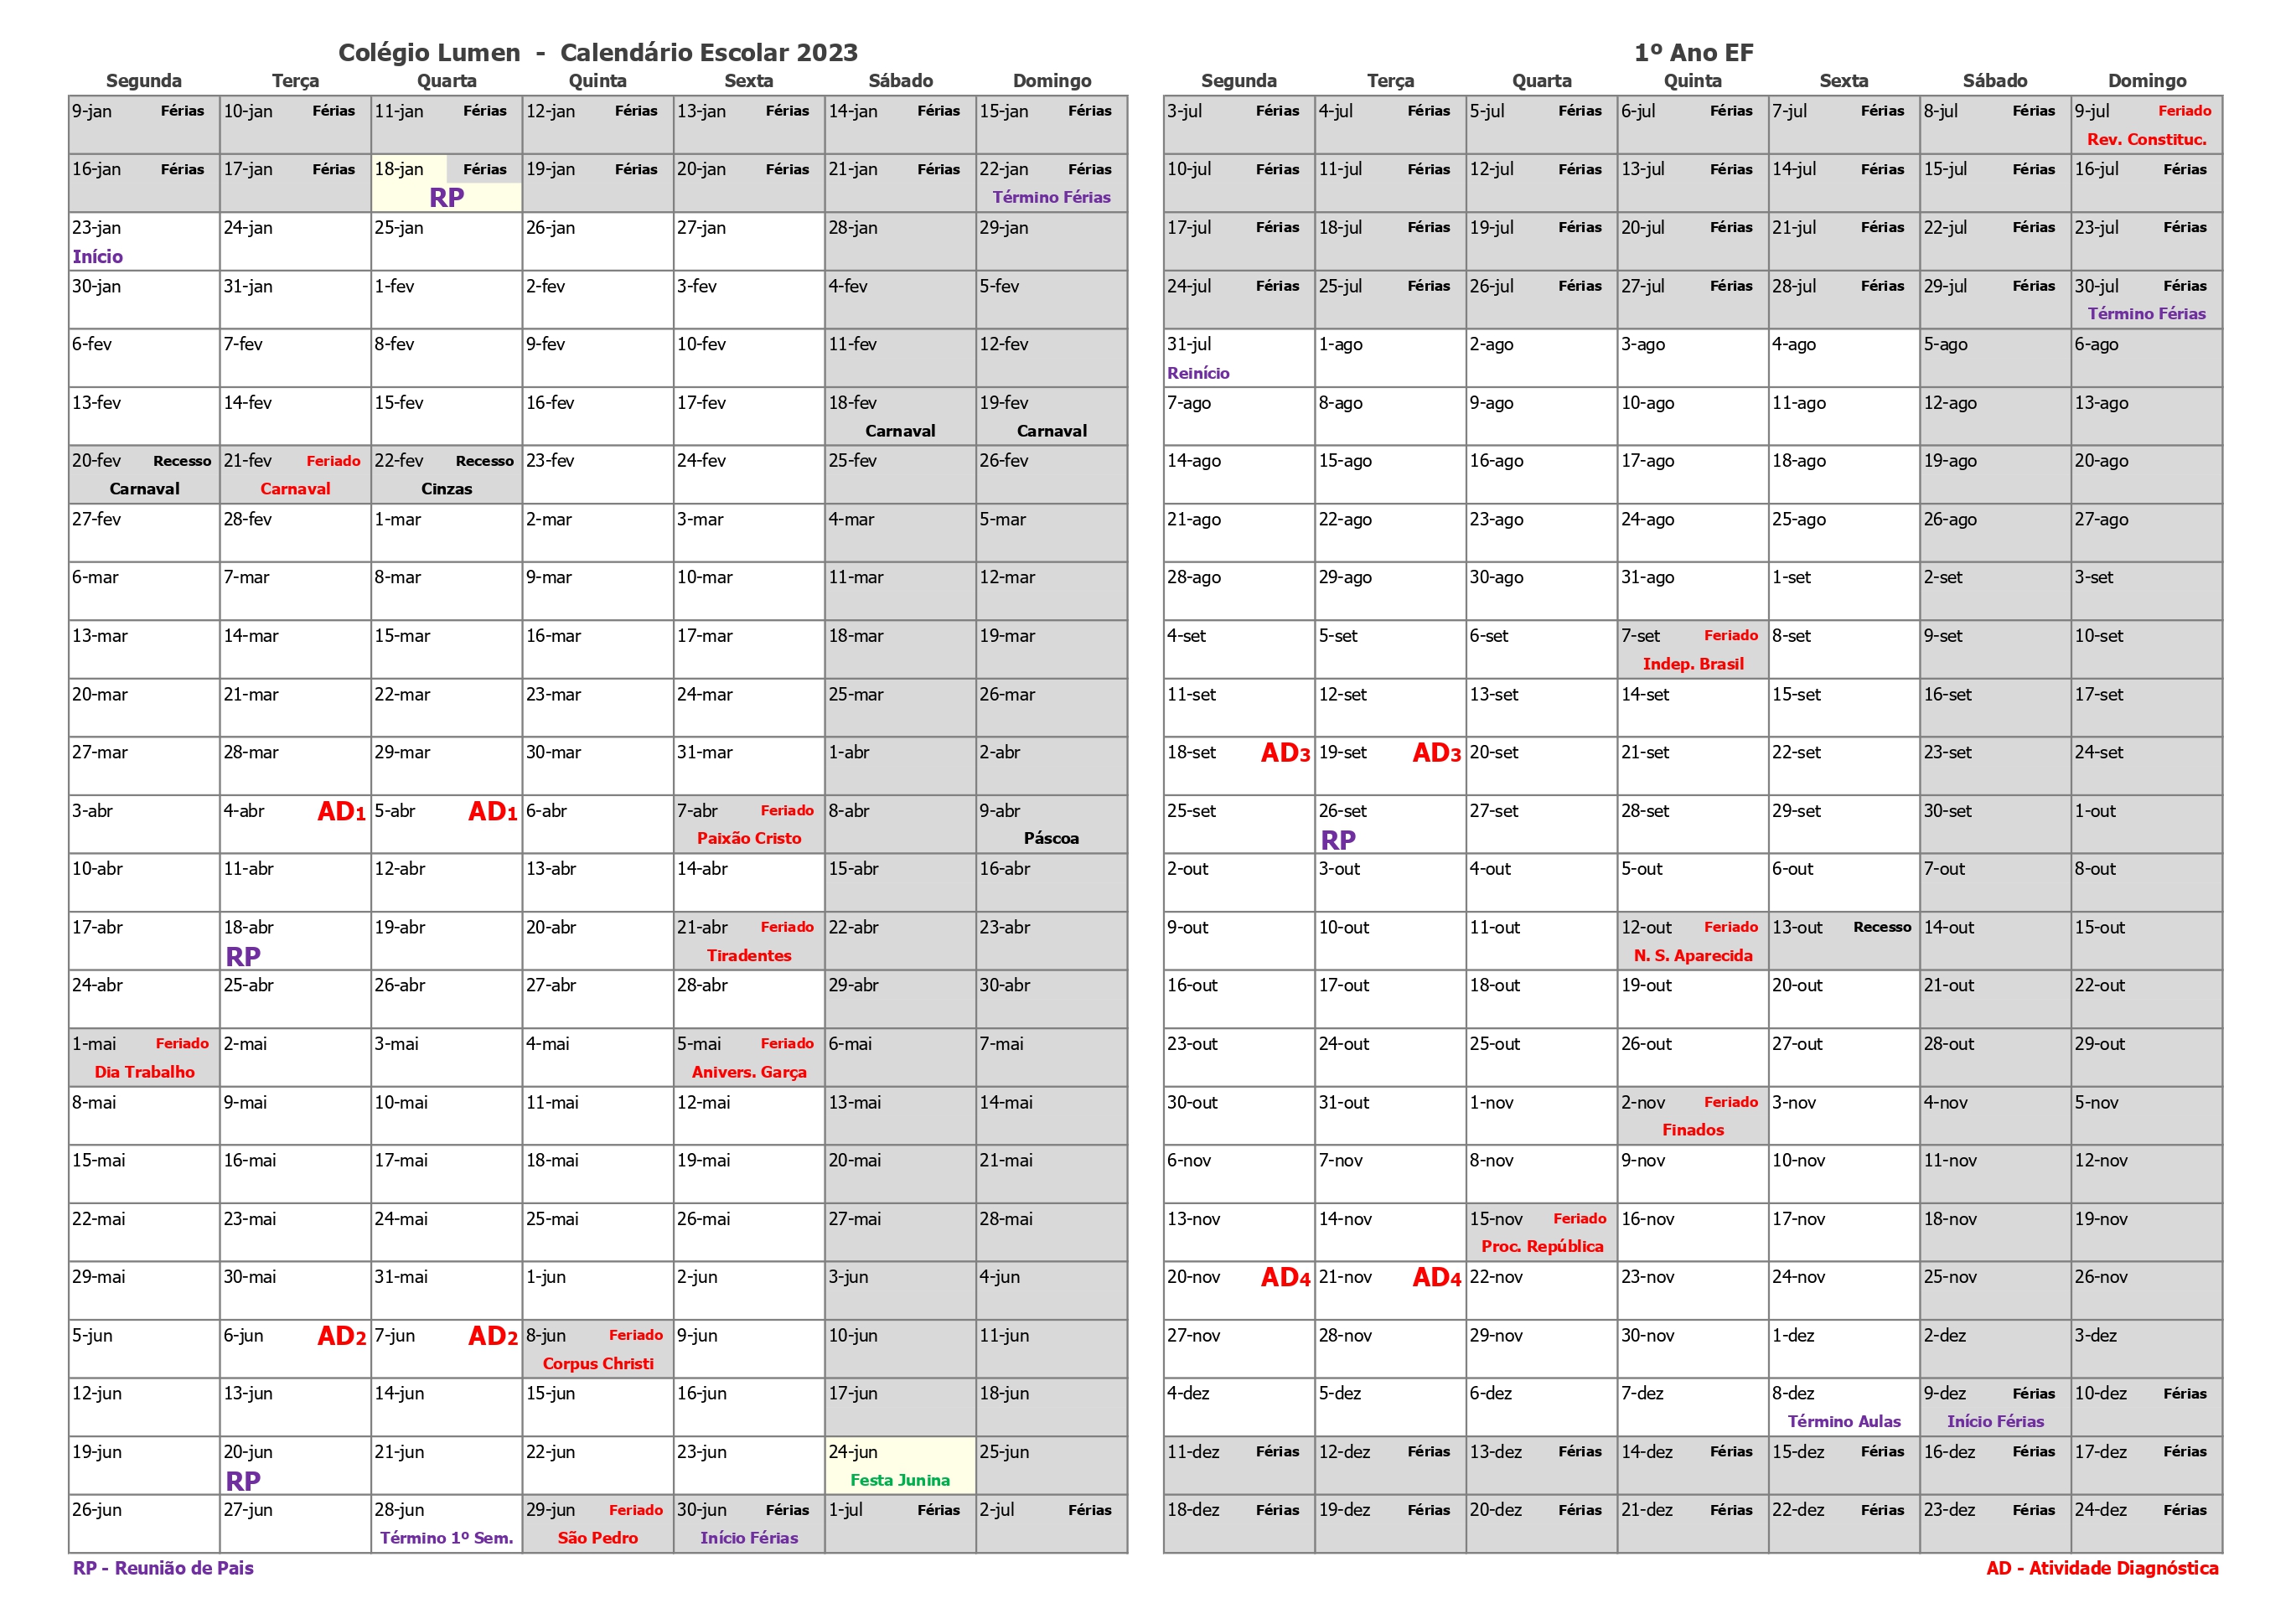 Colégio Lumen - Calendário Escolar 2023
Segunda Terça Quarta Quinta Sexta Sábado Domingo
9-jan Férias 10-jan Férias 11-jan Férias 12-jan Férias 13-jan Férias 14-jan Férias 15-jan Férias
16-jan Férias 17-jan Férias 18-jan Férias 19-jan Férias 20-jan Férias 21-jan Férias 22-jan Férias
RP Término Férias
23-jan 24-jan 25-jan 26-jan 27-jan 28-jan 29-jan
Início
30-jan 31-jan 1-fev 2-fev 3-fev 4-fev 5-fev
6-fev 7-fev 8-fev 9-fev 10-fev 11-fev 12-fev
13-fev 14-fev 15-fev 16-fev 17-fev 18-fev 19-fev
Carnaval Carnaval
20-fev Recesso 21-fev Feriado 22-fev Recesso 23-fev 24-fev 25-fev 26-fev
Carnaval Carnaval Cinzas
27-fev 28-fev 1-mar 2-mar 3-mar 4-mar 5-mar
6-mar 7-mar 8-mar 9-mar 10-mar 11-mar 12-mar
13-mar 14-mar 15-mar 16-mar 17-mar 18-mar 19-mar
20-mar 21-mar 22-mar 23-mar 24-mar 25-mar 26-mar
27-mar 28-mar 29-mar 30-mar 31-mar 1-abr 2-abr
3-abr 4-abr AD1 5-abr AD1 6-abr 7-abr Feriado 8-abr 9-abr
Paixão Cristo Páscoa
10-abr 11-abr 12-abr 13-abr 14-abr 15-abr 16-abr
17-abr 18-abr 19-abr 20-abr 21-abr Feriado 22-abr 23-abr
RP Tiradentes
24-abr 25-abr 26-abr 27-abr 28-abr 29-abr 30-abr
1-mai Feriado 2-mai 3-mai 4-mai 5-mai Feriado 6-mai 7-mai
Dia Trabalho Anivers. Garça
8-mai 9-mai 10-mai 11-mai 12-mai 13-mai 14-mai
15-mai 16-mai 17-mai 18-mai 19-mai 20-mai 21-mai
22-mai 23-mai 24-mai 25-mai 26-mai 27-mai 28-mai
29-mai 30-mai 31-mai 1-jun 2-jun 3-jun 4-jun
5-jun 6-jun AD2 7-jun AD2 8-jun Feriado 9-jun 10-jun 11-jun
Corpus Christi
12-jun 13-jun 14-jun 15-jun 16-jun 17-jun 18-jun
19-jun 20-jun 21-jun 22-jun 23-jun 24-jun 25-jun
RP Festa Junina
26-jun 27-jun 28-jun 29-jun Feriado 30-jun Férias 1-jul Férias 2-jul Férias
Término 1º Sem. São Pedro Início Férias
RP - Reunião de Pais
1º Ano EF
Segunda Terça Quarta Quinta Sexta Sábado Domingo
3-jul Férias 4-jul Férias 5-jul Férias 6-jul Férias 7-jul Férias 8-jul Férias 9-jul Feriado
Rev. Constituc.
10-jul Férias 11-jul Férias 12-jul Férias 13-jul Férias 14-jul Férias 15-jul Férias 16-jul Férias
17-jul Férias 18-jul Férias 19-jul Férias 20-jul Férias 21-jul Férias 22-jul Férias 23-jul Férias
24-jul Férias 25-jul Férias 26-jul Férias 27-jul Férias 28-jul Férias 29-jul Férias 30-jul Férias
Término Férias
31-jul 1-ago 2-ago 3-ago 4-ago 5-ago 6-ago
Reinício
7-ago 8-ago 9-ago 10-ago 11-ago 12-ago 13-ago
14-ago 15-ago 16-ago 17-ago 18-ago 19-ago 20-ago
21-ago 22-ago 23-ago 24-ago 25-ago 26-ago 27-ago
28-ago 29-ago 30-ago 31-ago 1-set 2-set 3-set
4-set 5-set 6-set 7-set Feriado 8-set 9-set 10-set
Indep. Brasil
11-set 12-set 13-set 14-set 15-set 16-set 17-set
18-set AD3 19-set AD3 20-set 21-set 22-set 23-set 24-set
25-set 26-set 27-set 28-set 29-set 30-set 1-out
RP
2-out 3-out 4-out 5-out 6-out 7-out 8-out
9-out 10-out 11-out 12-out Feriado 13-out Recesso 14-out 15-out
N. S. Aparecida
16-out 17-out 18-out 19-out 20-out 21-out 22-out
23-out 24-out 25-out 26-out 27-out 28-out 29-out
30-out 31-out 1-nov 2-nov Feriado 3-nov 4-nov 5-nov
Finados
6-nov 7-nov 8-nov 9-nov 10-nov 11-nov 12-nov
13-nov 14-nov 15-nov Feriado 16-nov 17-nov 18-nov 19-nov
Proc. República
20-nov AD4 21-nov AD4 22-nov 23-nov 24-nov 25-nov 26-nov
27-nov 28-nov 29-nov 30-nov 1-dez 2-dez 3-dez
4-dez 5-dez 6-dez 7-dez 8-dez 9-dez Férias 10-dez Férias
Término Aulas Início Férias
11-dez Férias 12-dez Férias 13-dez Férias 14-dez Férias 15-dez Férias 16-dez Férias 17-dez Férias
18-dez Férias 19-dez Férias 20-dez Férias 21-dez Férias 22-dez Férias 23-dez Férias 24-dez Férias
AD - Atividade Diagnóstica